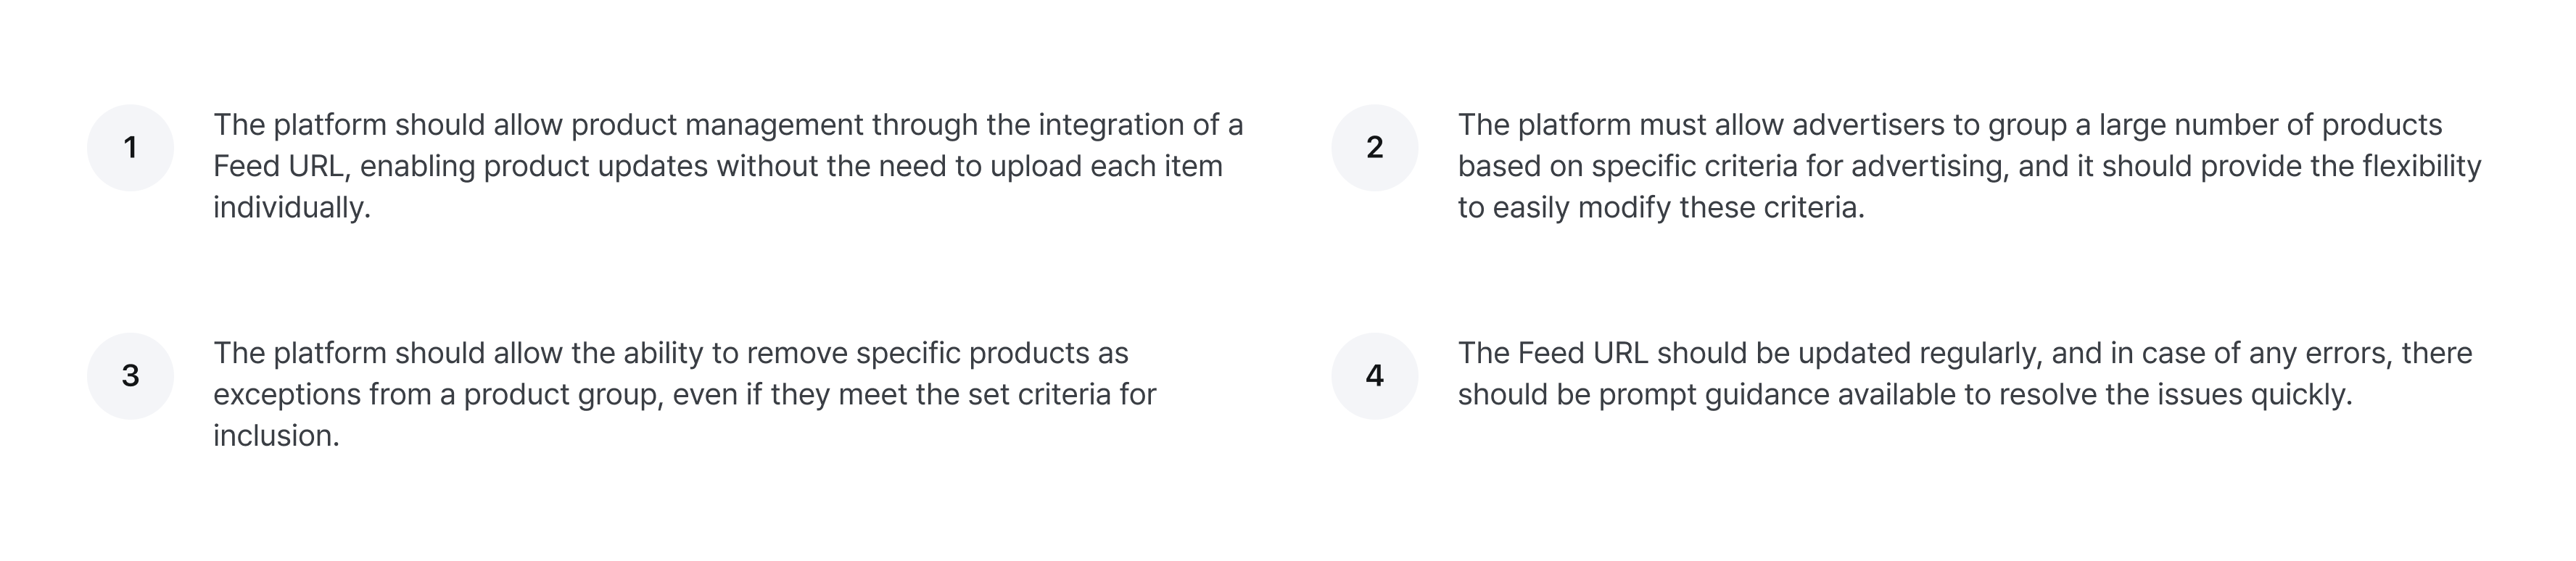 1
The platform should allow product management through the integration of a
Feed URL, enabling product updates without the need to upload each item
individually.
2
The platform must allow advertisers to group a large number of products
based on specific criteria for advertising, and it should provide the flexibility
to easily modify these criteria.
3
The platform should allow the ability to remove specific products as
exceptions from a product group, even if they meet the set criteria for
inclusion.
4
The Feed URL should be updated regularly, and in case of any errors, there
should be prompt guidance available to resolve the issues quickly.